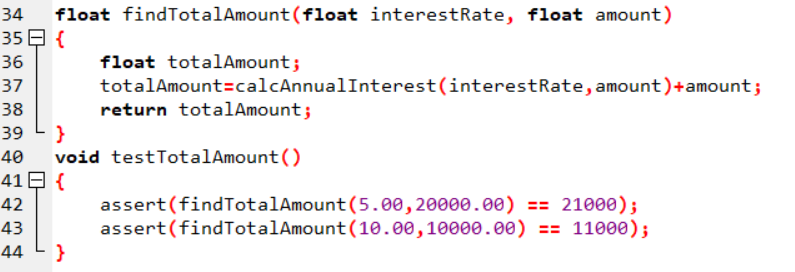 34 float findTotalAmount(float interestRate, float amount)
35 {
36 float totalAmount;
37 totalAmount=calcAnnualInterest(interestRate,amount)+amount;
38 return totalAmount;
39 }
40 void testTotalAmount()
41 {
42 assert(findTotalAmount(5.00,20000.00) == 21000);
43 assert(findTotalAmount(10.00,10000.00) == 11000);
44 }